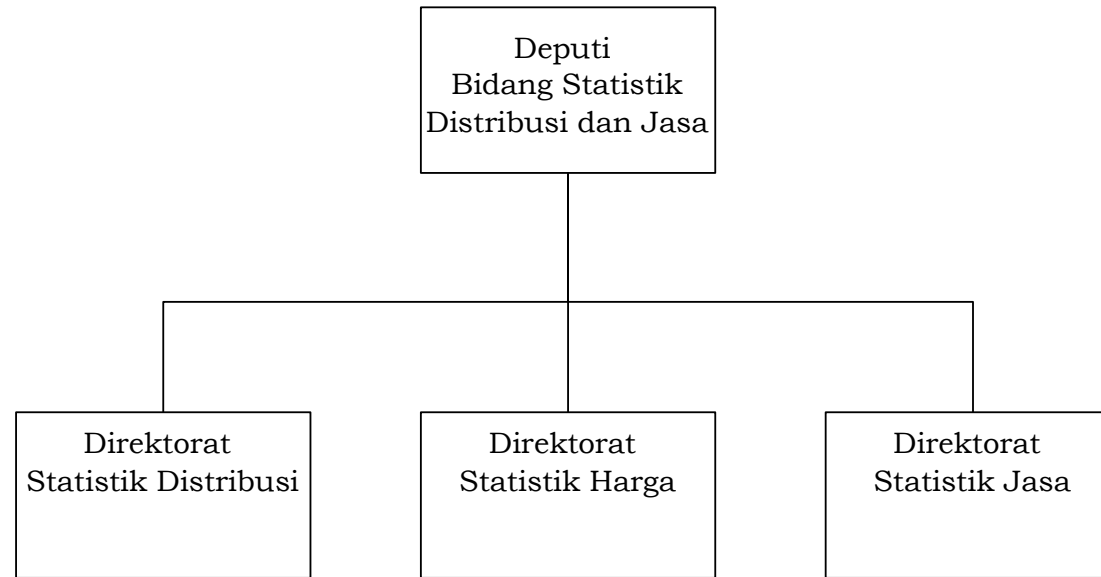 Deputi
Bidang Statistik
Distribusi dan Jasa
Direktorat
Statistik Distribusi
Direktorat
Statistik Harga
Direktorat
Statistik Jasa